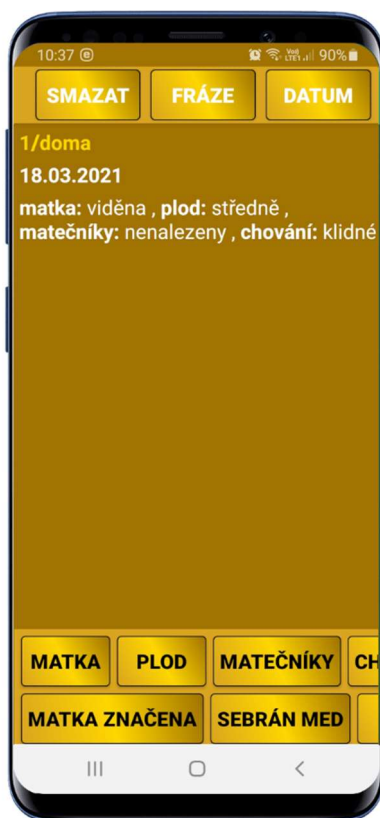 10:37
90%
SMAZAT FRÁZE DATUM
1/doma
18.03.2021
matka: viděna , plod: středně ,
matečníky: nenalezeny , chování: klidné
MATKA PLOD MATEČNÍKY CH
MATKA ZNAČENA SEBRÁN MED